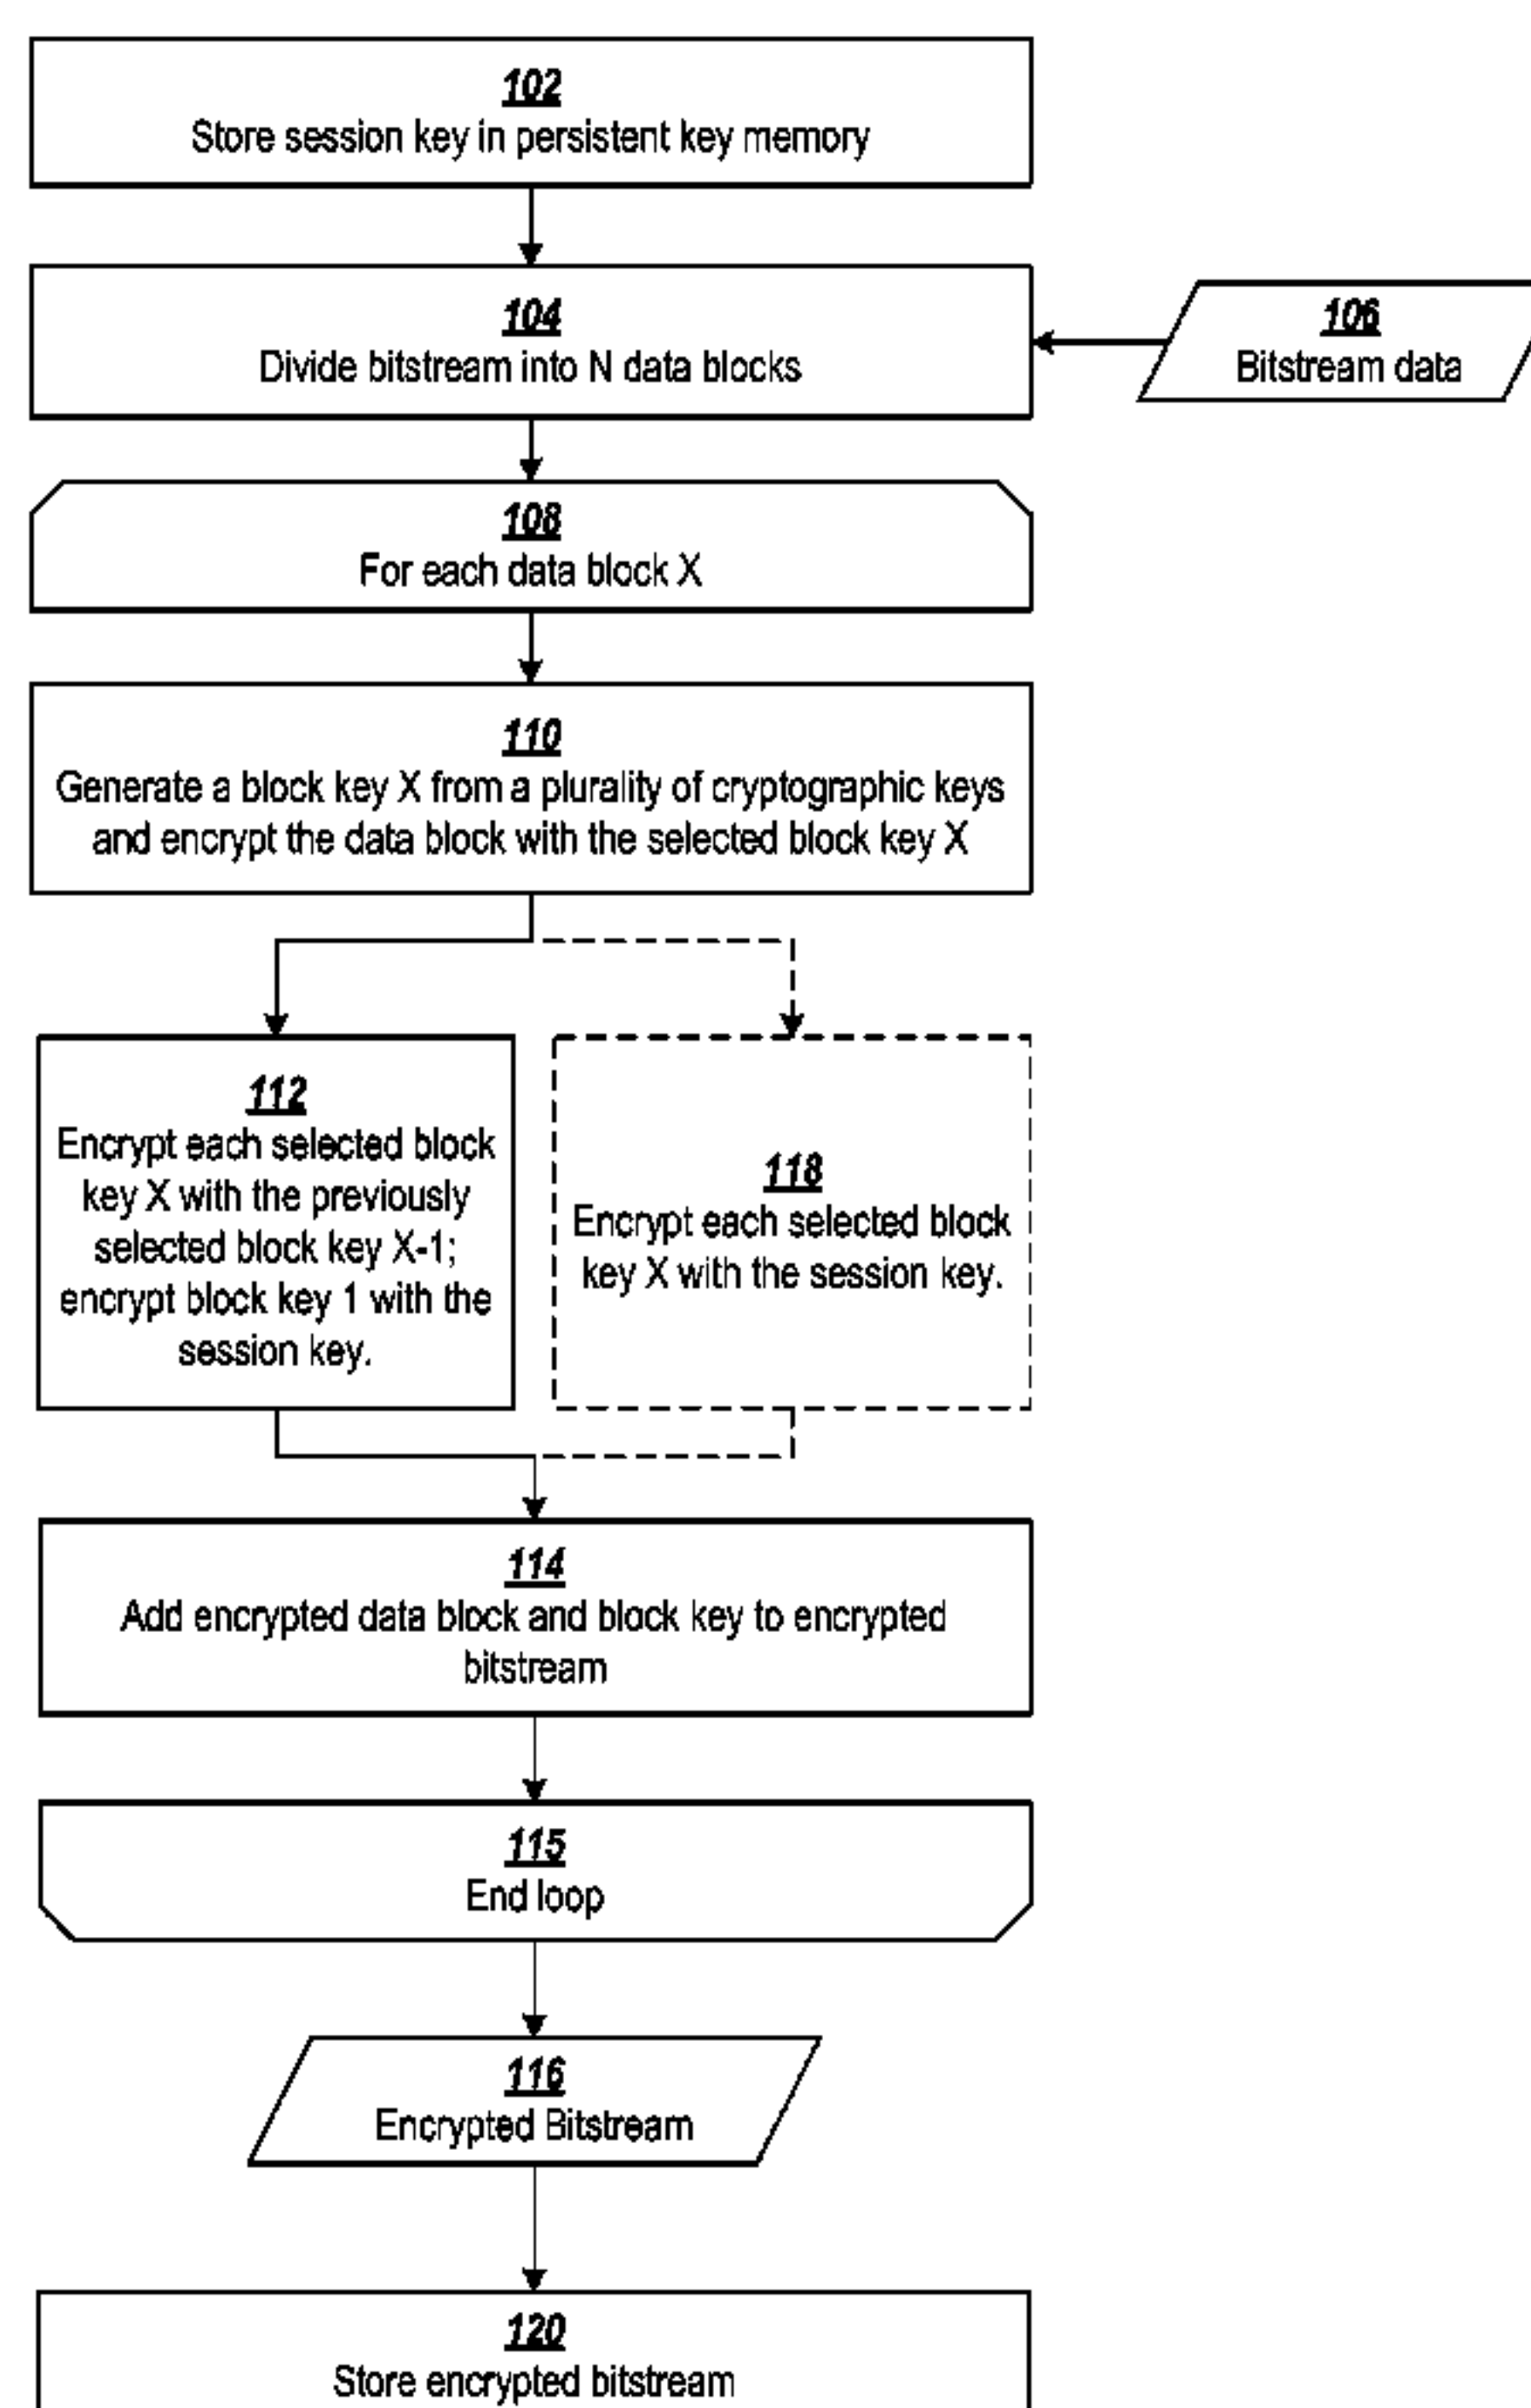 102
Store session key in persistent key memory
104
Divide bitstream into N data blocks
106
Bitstream data
108
For each data block X
110
Generate a block key X from a plurality of cryptographic keys
and encrypt the data block with the selected block key X
112
Encrypt each selected block
key X with the previously
selected block key X-1;
encrypt block key 1 with the
session key.
118
Encrypt each selected block
key X with the session key.
114
Add encrypted data block and block key to encrypted
bitstream
115
End loop
116
Encrypted Bitstream
120
Store encrypted bitstream